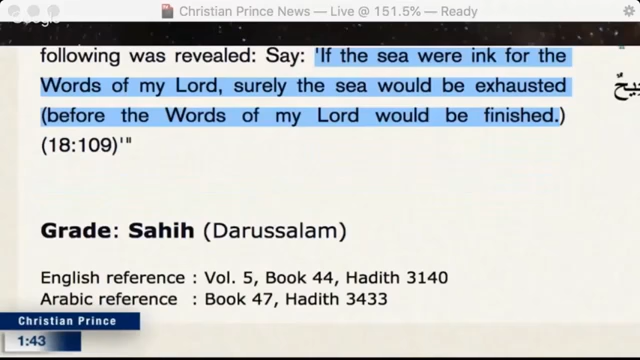 Christian Prince News — Live @ 151.5% — Ready
following was revealed: Say: 'If the sea were ink for the
Words of my Lord, surely the sea would be exhausted
(before the Words of my Lord would be finished.)
(18:109)'"
Grade: Sahih (Darussalam)
English reference : Vol. 5, Book 44, Hadith 3140
Arabic reference : Book 47, Hadith 3433
Christian Prince
1:43